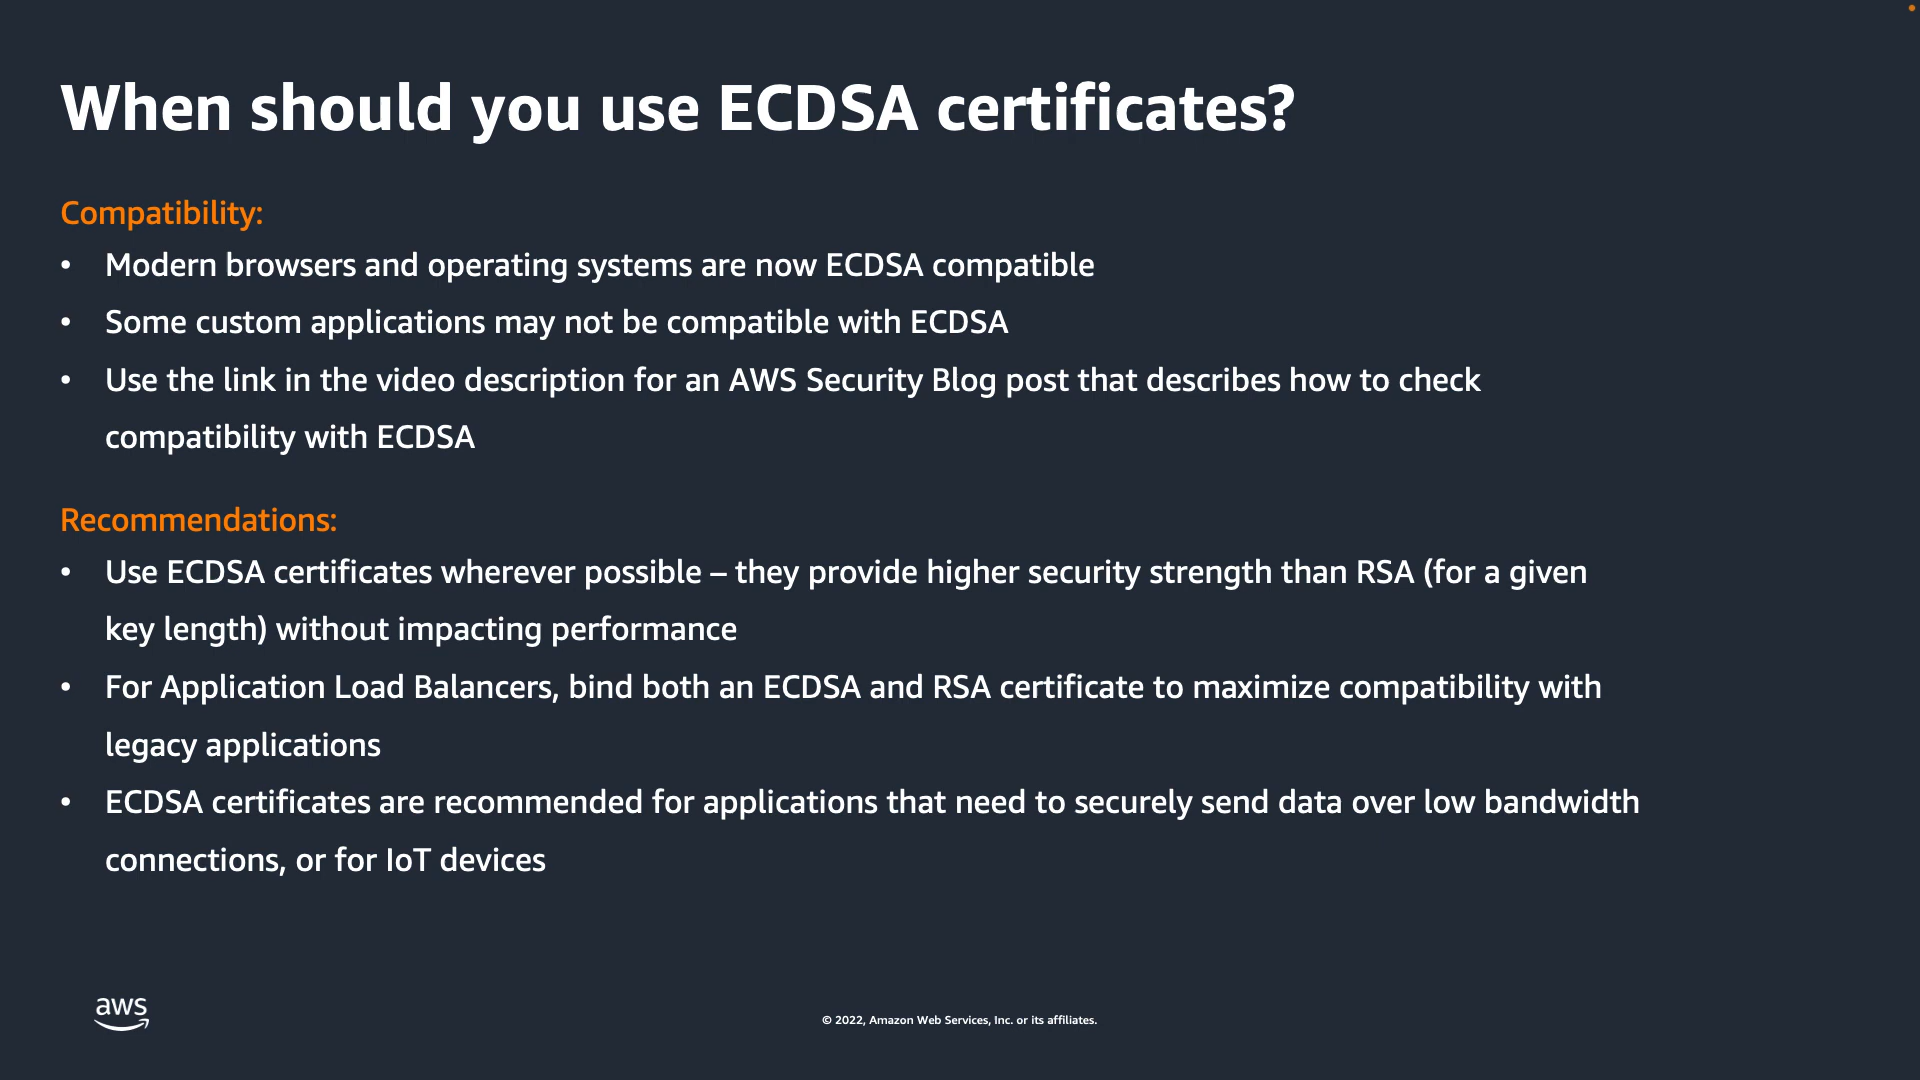 When should you use ECDSA certificates?
Compatibility:
• Modern browsers and operating systems are now ECDSA compatible
• Some custom applications may not be compatible with ECDSA
• Use the link in the video description for an AWS Security Blog post that describes how to check
compatibility with ECDSA
Recommendations:
• Use ECDSA certificates wherever possible – they provide higher security strength than RSA (for a given
key length) without impacting performance
• For Application Load Balancers, bind both an ECDSA and RSA certificate to maximize compatibility with
legacy applications
• ECDSA certificates are recommended for applications that need to securely send data over low bandwidth
connections, or for IoT devices
aws
© 2022, Amazon Web Services, Inc. or its affiliates.